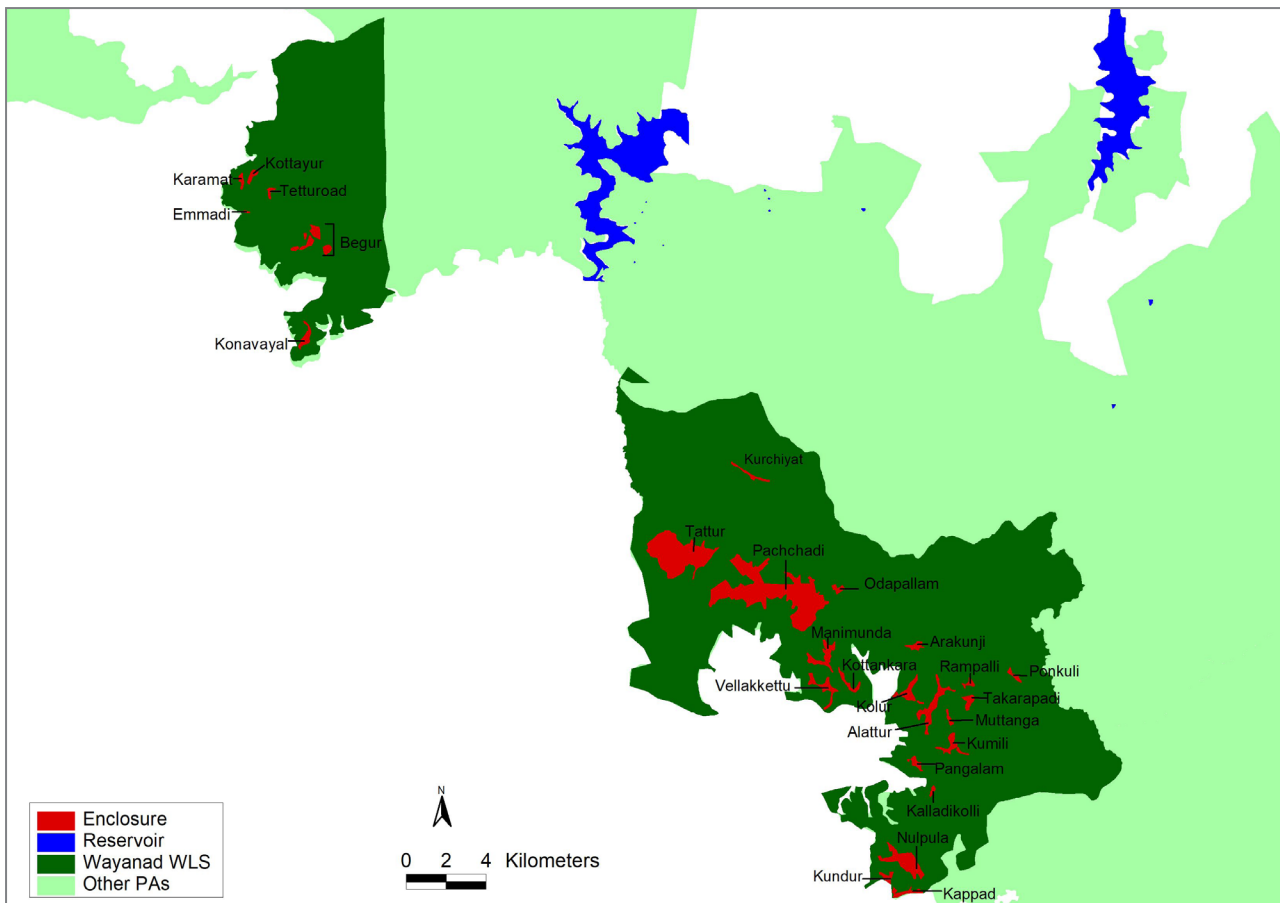 Kottayur
Karamat
Tetturoad
Emmadi
Begur
Konavayal
Kurchiyat
Tattur
Pachchadi
Odapallam
Manimunda
Arakunji
Kottankara
Rampalli
Ponkuli
Vellakkettu
Takarapadi
Kolur
Muttanga
Alattur
Kumili
Pangalam
N
Kalladikolli
Enclosure
Reservoir
Nulpula
Wayanad WLS
0 2 4 Kilometers
Other PAs
Kundur
Kappad